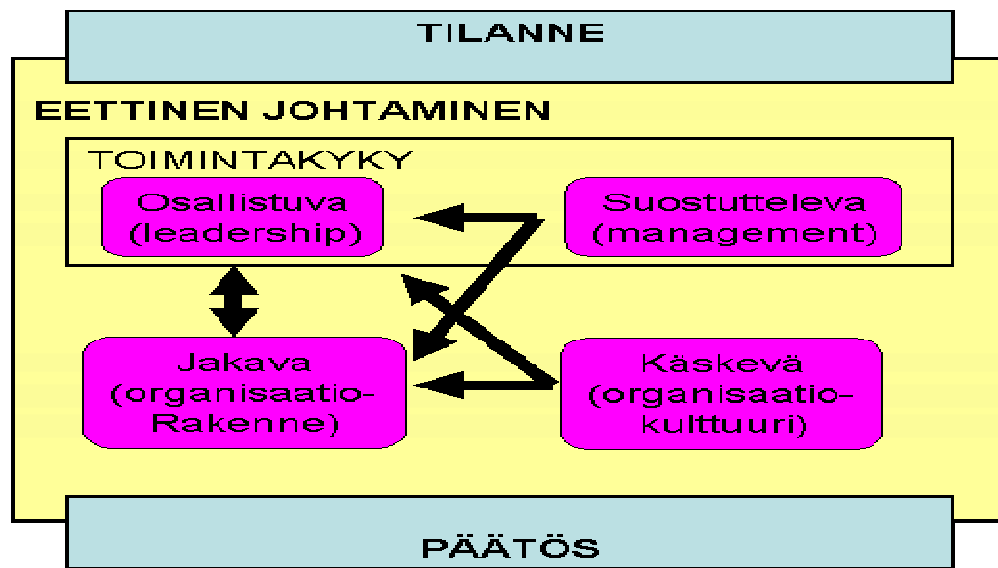 TILANNE
EETTINEN JOHTAMINEN
TOIMINTAKYKY
Osallistuva
(leadership)
Suostutteleva
(management)
Jakava
(organisaatio-
Rakenne)
Käskevä
(organisaatio-
kulttuuri)
PÄÄTÖS